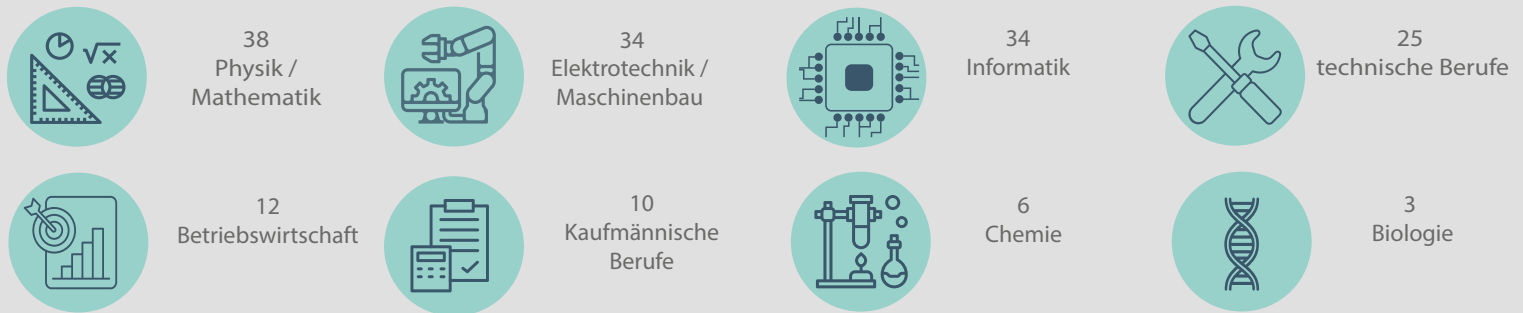 38
Physik /
Mathematik
34
Elektrotechnik /
Maschinenbau
34
Informatik
25
technische Berufe
12
Betriebswirtschaft
10
Kaufmännische
Berufe
6
Chemie
3
Biologie